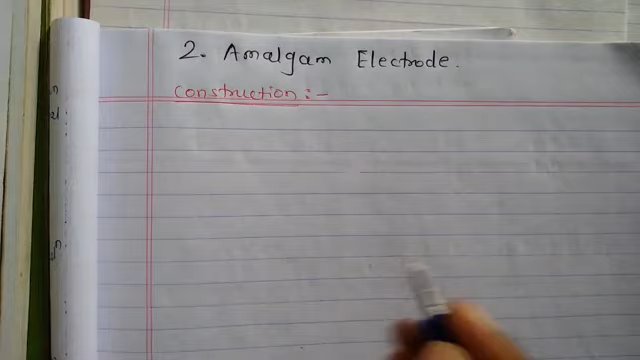 2. Amalgam Electrode.
Construction :-